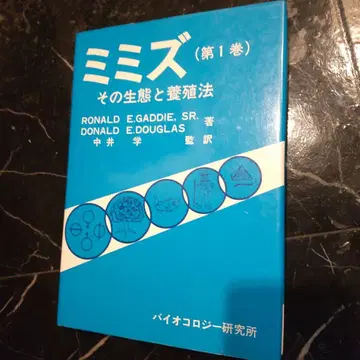 ミミズ(第1巻)
その生態と養殖法
RONALD E.GADDIE, SR. 著
DONALD E.DOUGLAS
中井 学 監訳
バイオコロジー研究所